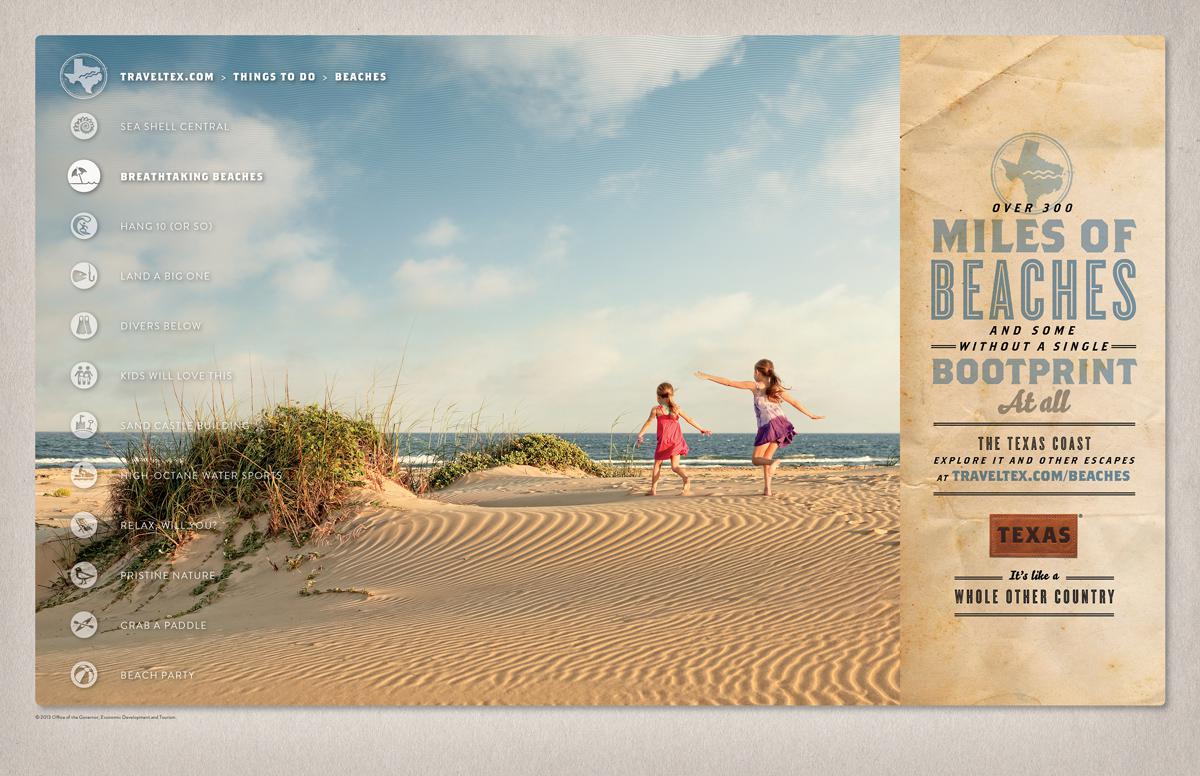 TRAVELTEX.COM > THINGS TO DO > BEACHES
SEA SHELL CENTRAL
BREATHTAKING BEACHES
HANG 10 (OR SO)
LAND A BIG ONE
DIVERS BELOW
KIDS WILL LOVE THIS
SAND CASTLE BUILDING
HIGH-OCTANE WATER SPORTS
RELAX, WILL YOU?
PRISTINE NATURE
GRAB A PADDLE
BEACH PARTY
OVER 300
MILES OF
BEACHES
AND SOME
WITHOUT A SINGLE
BOOTPRINT
At all
THE TEXAS COAST
EXPLORE IT AND OTHER ESCAPES
AT TRAVELTEX.COM/BEACHES
TEXAS®
It's like a
WHOLE OTHER COUNTRY
© 2013 Office of the Governor, Economic Development and Tourism.